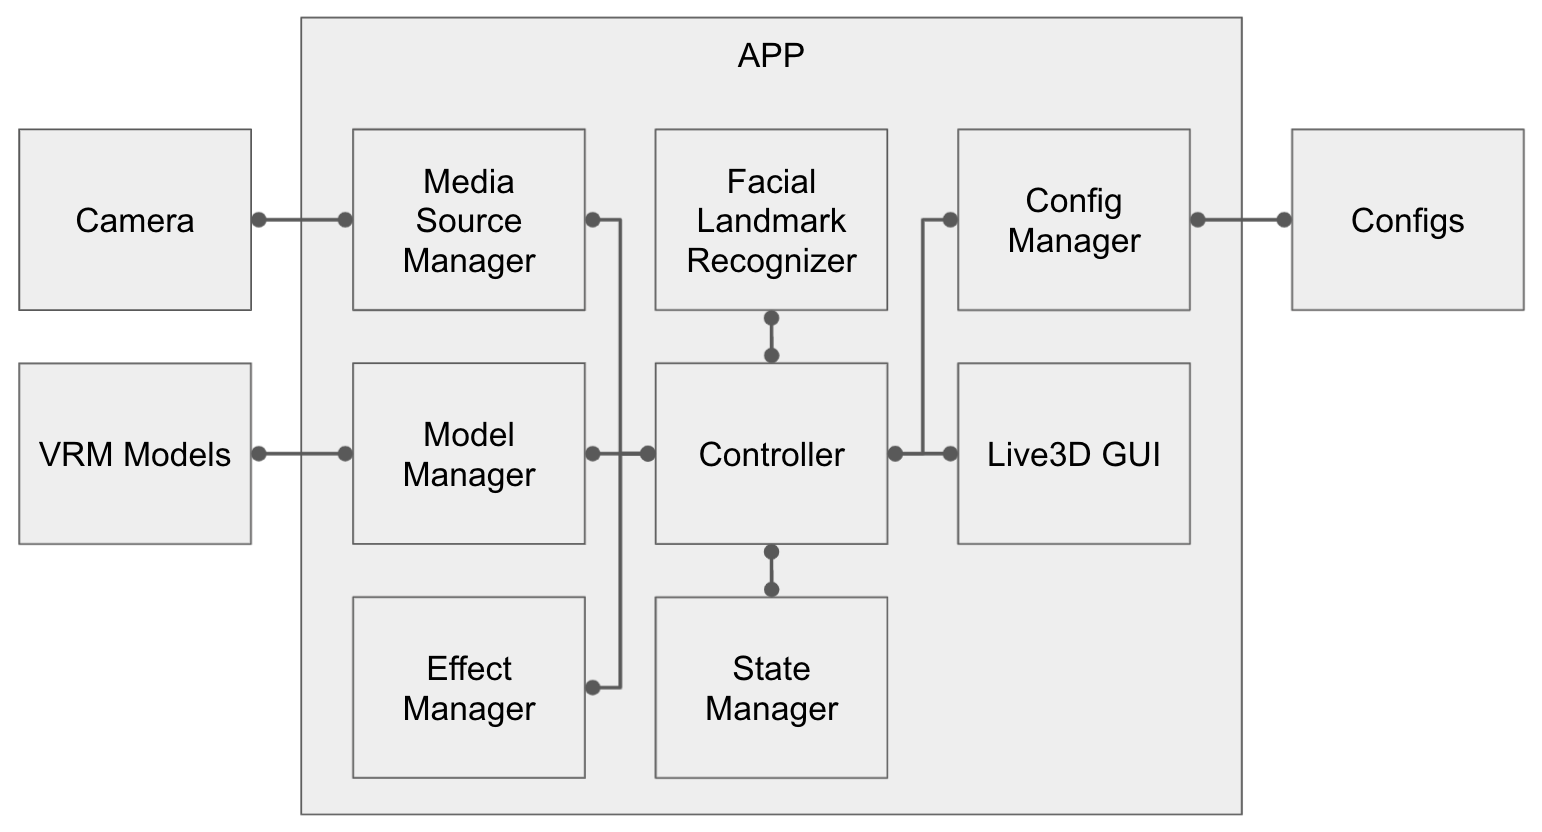 APP
Camera
Media
Source
Manager
Facial
Landmark
Recognizer
Config
Manager
Configs
VRM Models
Model
Manager
Controller
Live3D GUI
Effect
Manager
State
Manager